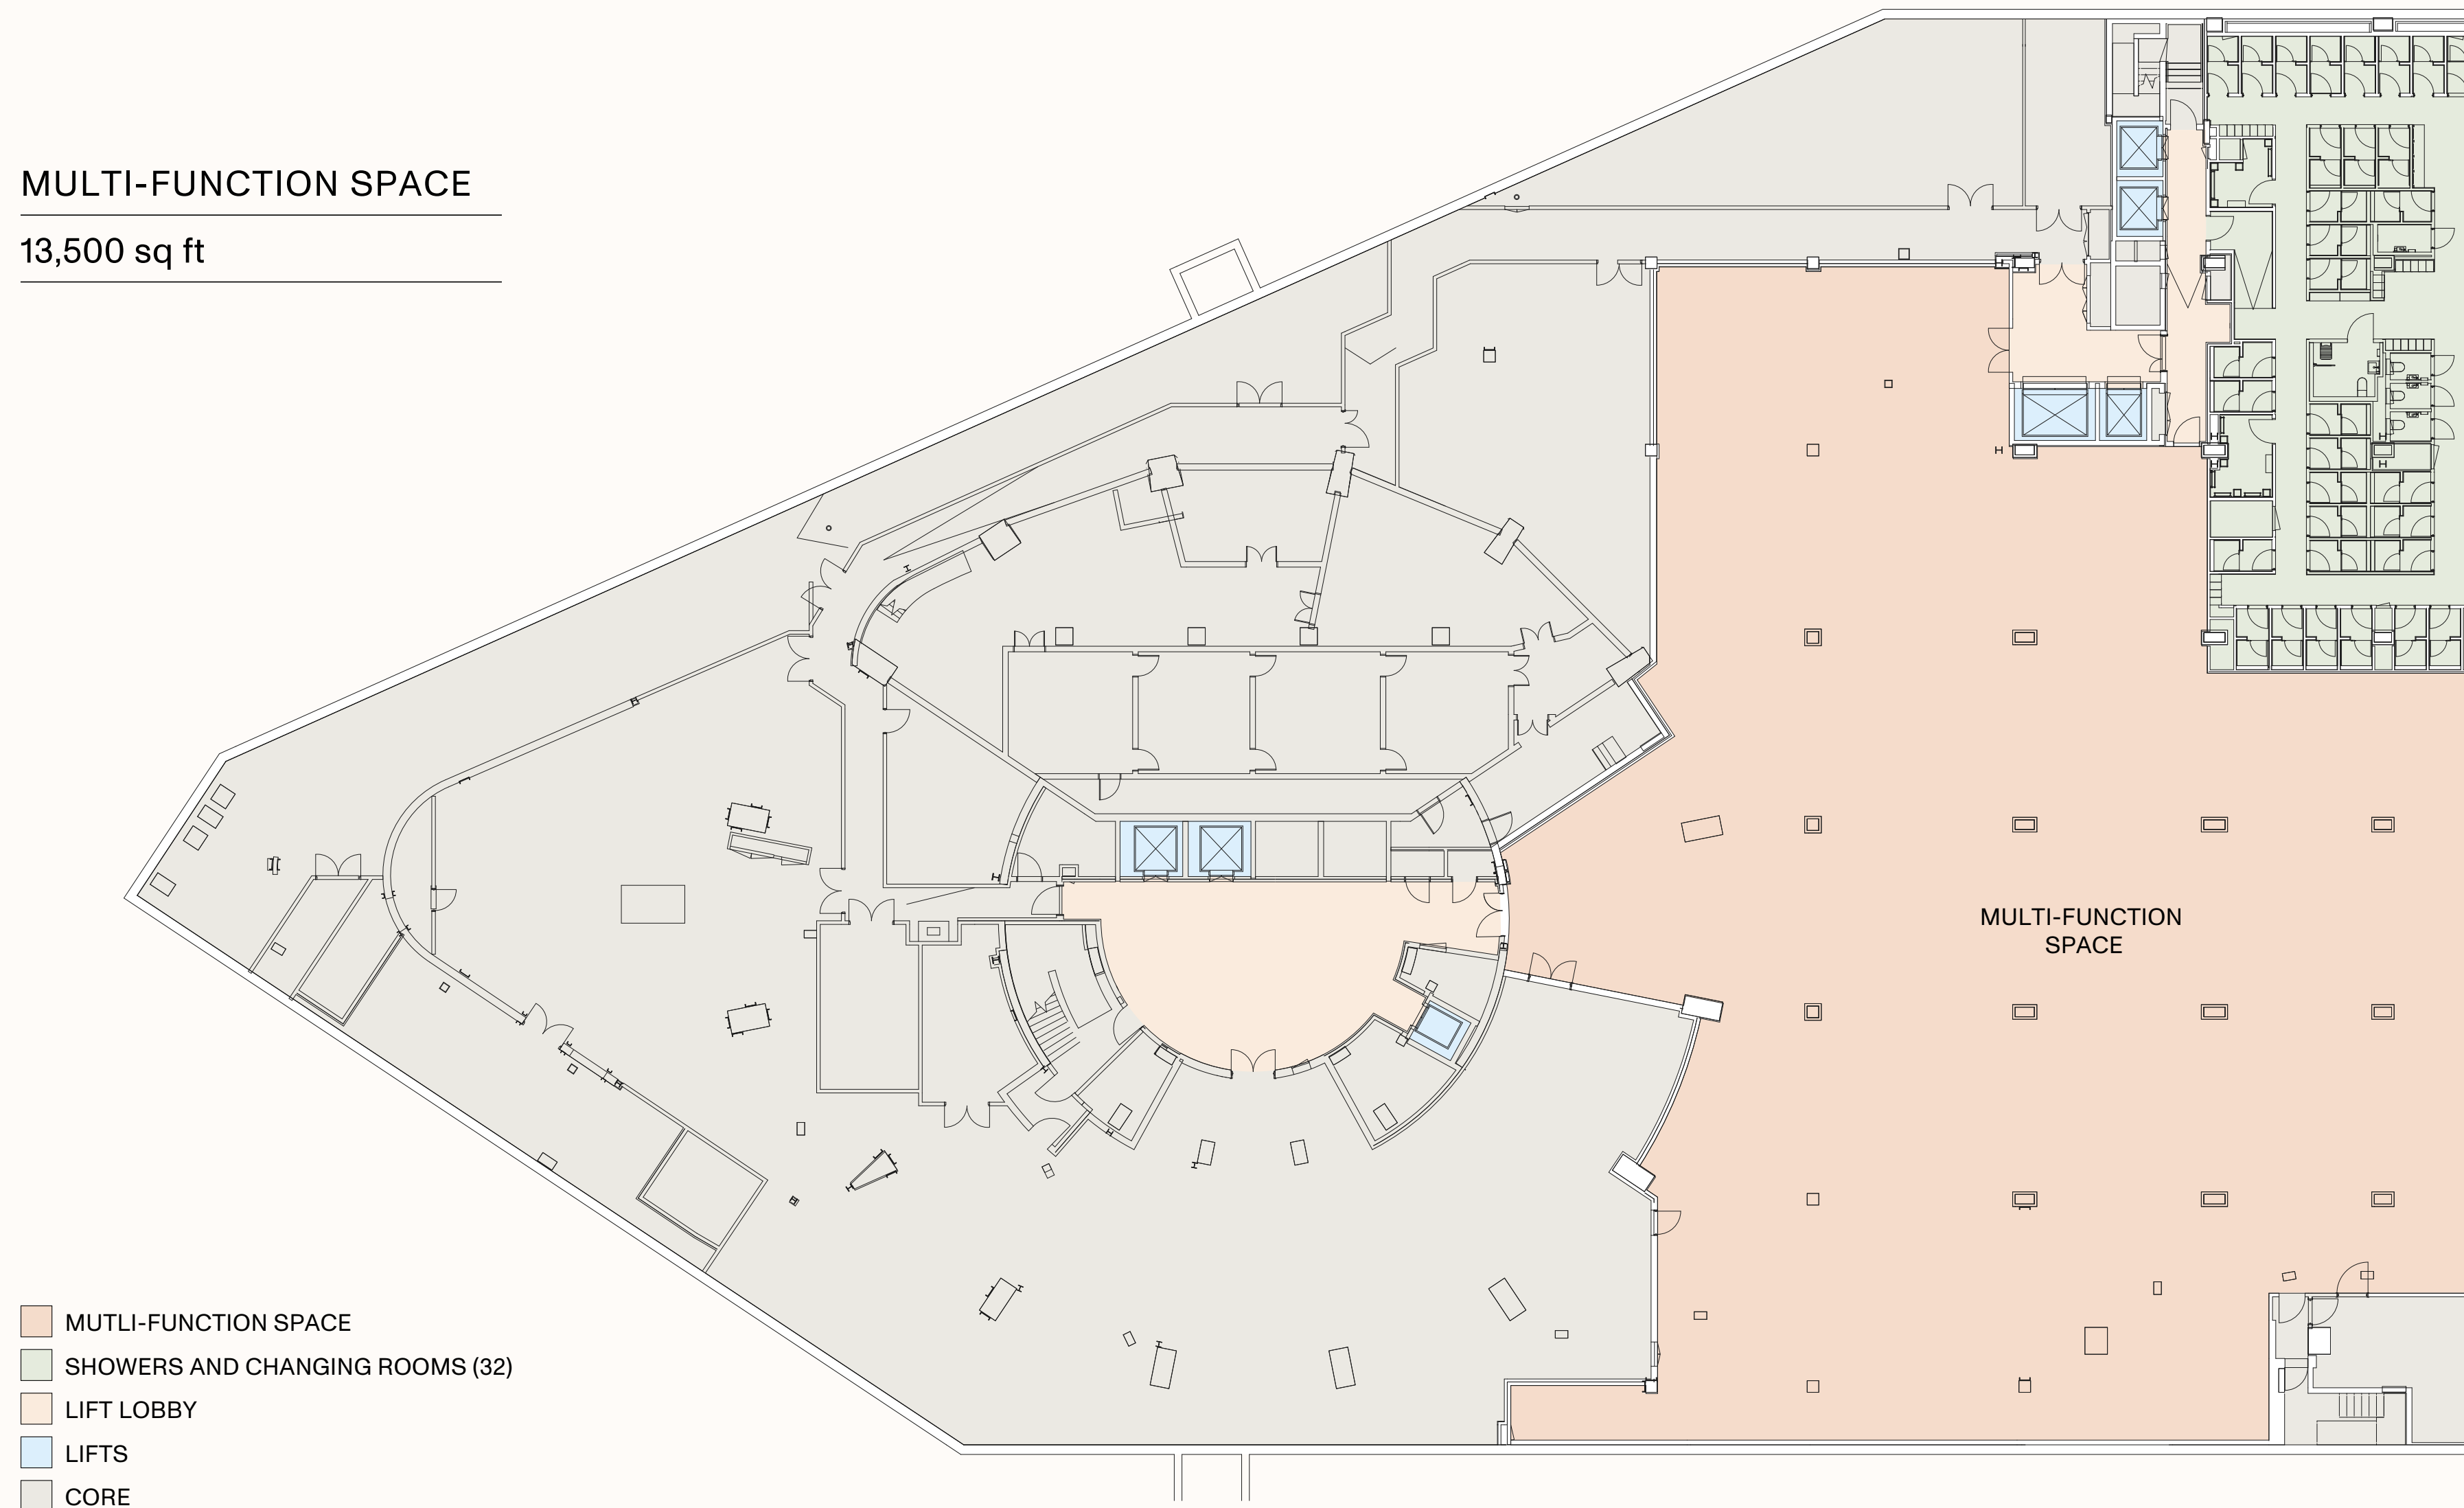 MULTI-FUNCTION SPACE
13,500 sq ft
MULTI-FUNCTION
SPACE
MUTLI-FUNCTION SPACE
SHOWERS AND CHANGING ROOMS (32)
LIFT LOBBY
LIFTS
CORE